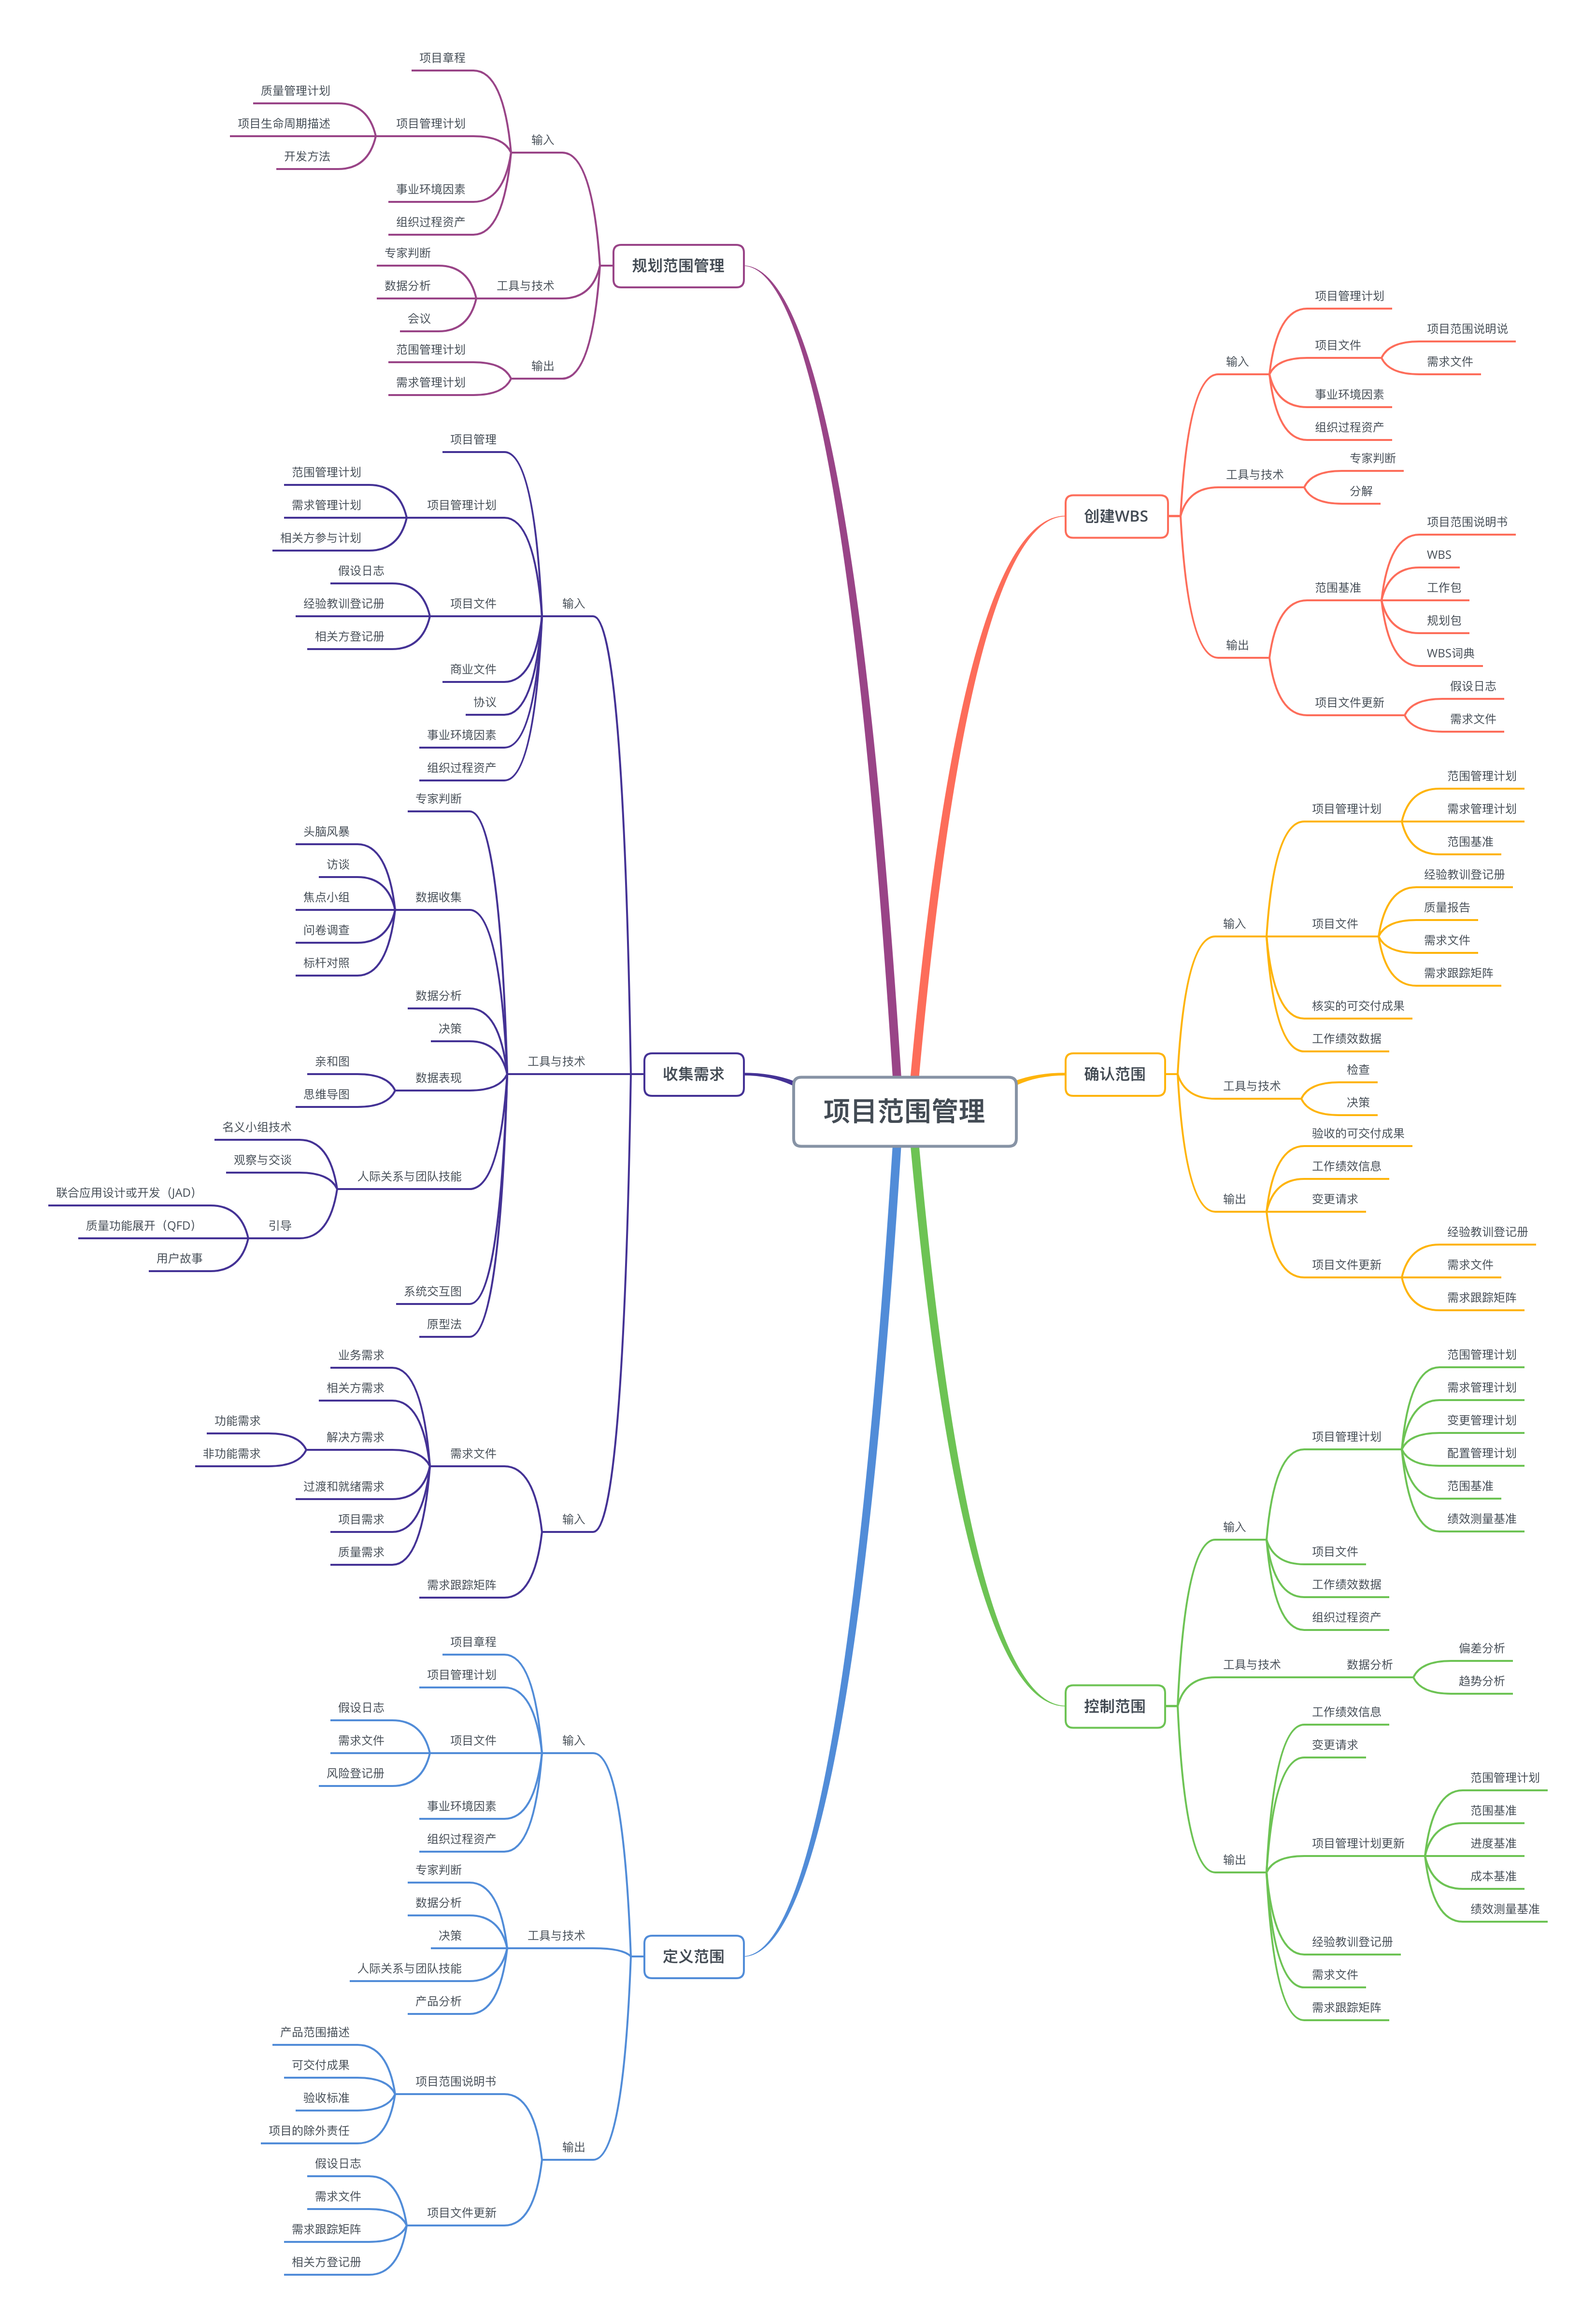 项目范围管理
规划范围管理
输入
项目章程
项目管理计划
质量管理计划
项目生命周期描述
开发方法
事业环境因素
组织过程资产
工具与技术
专家判断
数据分析
会议
输出
范围管理计划
需求管理计划
收集需求
输入
项目管理
项目管理计划
范围管理计划
需求管理计划
相关方参与计划
项目文件
假设日志
经验教训登记册
相关方登记册
商业文件
协议
事业环境因素
组织过程资产
工具与技术
专家判断
数据收集
头脑风暴
访谈
焦点小组
问卷调查
标杆对照
数据分析
决策
数据表现
亲和图
思维导图
人际关系与团队技能
名义小组技术
观察与交谈
引导
联合应用设计或开发（JAD）
质量功能展开（QFD）
用户故事
系统交互图
原型法
输入
需求文件
业务需求
相关方需求
解决方需求
功能需求
非功能需求
过渡和就绪需求
项目需求
质量需求
需求跟踪矩阵
定义范围
输入
项目章程
项目管理计划
项目文件
假设日志
需求文件
风险登记册
事业环境因素
组织过程资产
工具与技术
专家判断
数据分析
决策
人际关系与团队技能
产品分析
输出
项目范围说明书
产品范围描述
可交付成果
验收标准
项目的除外责任
项目文件更新
假设日志
需求文件
需求跟踪矩阵
相关方登记册
创建WBS
输入
项目管理计划
项目文件
项目范围说明说
需求文件
事业环境因素
组织过程资产
工具与技术
专家判断
分解
输出
范围基准
项目范围说明书
WBS
工作包
规划包
WBS词典
项目文件更新
假设日志
需求文件
确认范围
输入
项目管理计划
范围管理计划
需求管理计划
范围基准
项目文件
经验教训登记册
质量报告
需求文件
需求跟踪矩阵
核实的可交付成果
工作绩效数据
工具与技术
检查
决策
输出
验收的可交付成果
工作绩效信息
变更请求
项目文件更新
经验教训登记册
需求文件
需求跟踪矩阵
控制范围
输入
项目管理计划
范围管理计划
需求管理计划
变更管理计划
配置管理计划
范围基准
绩效测量基准
项目文件
工作绩效数据
组织过程资产
工具与技术
数据分析
偏差分析
趋势分析
输出
工作绩效信息
变更请求
项目管理计划更新
范围管理计划
范围基准
进度基准
成本基准
绩效测量基准
经验教训登记册
需求文件
需求跟踪矩阵